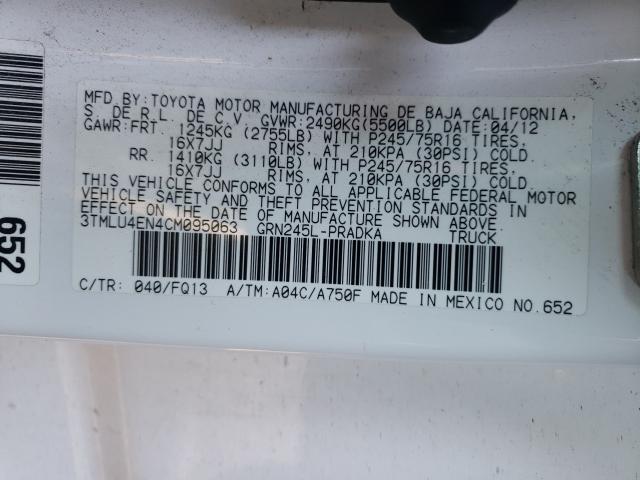 MFD BY:TOYOTA MOTOR MANUFACTURING DE BAJA CALIFORNIA,
S. DE R.L. DE C.V. GVWR:2490KG(5500LB) DATE:04/12
GAWR:FRT. 1245KG (2755LB) WITH P245/75R16 TIRES,
16X7JJ RIMS, AT 210KPA (30PSI) COLD.
RR. 1410KG (3110LB) WITH P245/75R16 TIRES,
16X7JJ RIMS, AT 210KPA (30PSI) COLD.
THIS VEHICLE CONFORMS TO ALL APPLICABLE FEDERAL MOTOR
VEHICLE SAFETY AND THEFT PREVENTION STANDARDS IN
EFFECT ON THE DATE OF MANUFACTURE SHOWN ABOVE.
3TMLU4EN4CM095063 GRN245L-PRADKA TRUCK
C/TR: 040/FQ13 A/TM:A04C/A750F MADE IN MEXICO NO.652
652